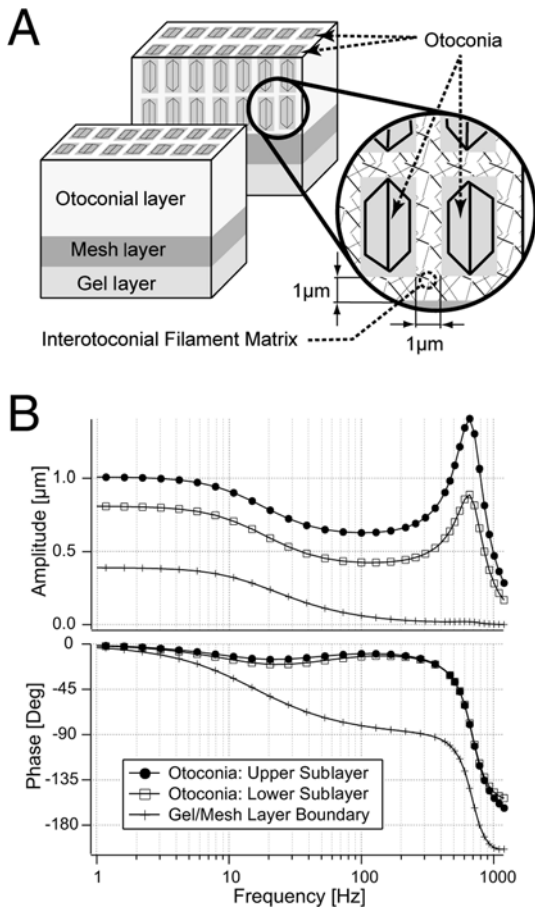 A
Otoconia
Otoconial layer
Mesh layer
Gel layer
1μm
Interotoconial Filament Matrix
1μm
B
Amplitude [μm]
1.0
0.5
0.0
Phase [Deg]
0
-45
-90
-135
-180
Otoconia: Upper Sublayer
Otoconia: Lower Sublayer
Gel/Mesh Layer Boundary
1 10 100 1000
Frequency [Hz]